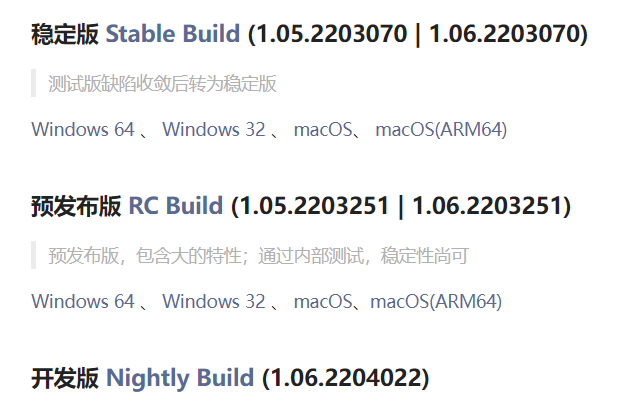 稳定版 Stable Build (1.05.2203070 | 1.06.2203070)
测试版缺陷收敛后转为稳定版
Windows 64 、 Windows 32 、 macOS、 macOS(ARM64)
预发布版 RC Build (1.05.2203251 | 1.06.2203251)
预发布版，包含大的特性；通过内部测试，稳定性尚可
Windows 64 、 Windows 32 、 macOS、macOS(ARM64)
开发版 Nightly Build (1.06.2204022)